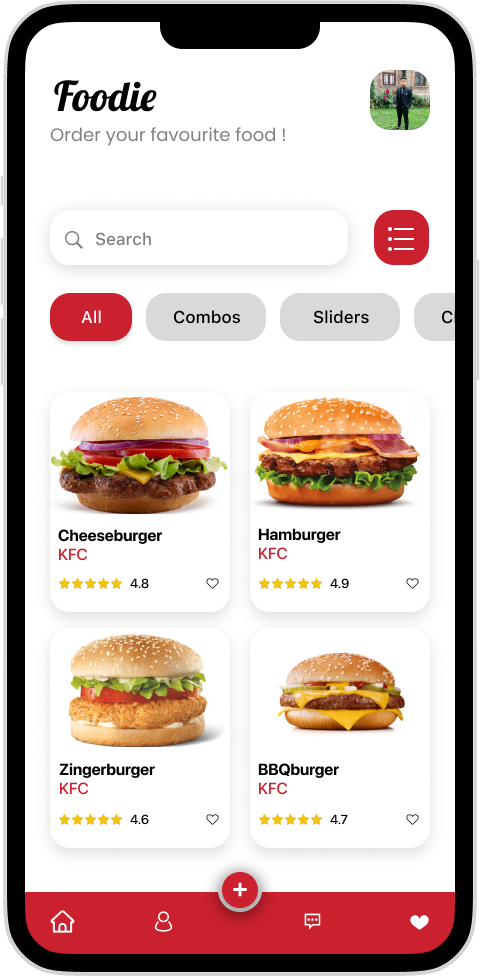 Foodie
Order your favourite food !
Search
All Combos Sliders
Cheeseburger
KFC
4.8
Hamburger
KFC
4.9
Zingerburger
KFC
4.6
BBQburger
KFC
4.7